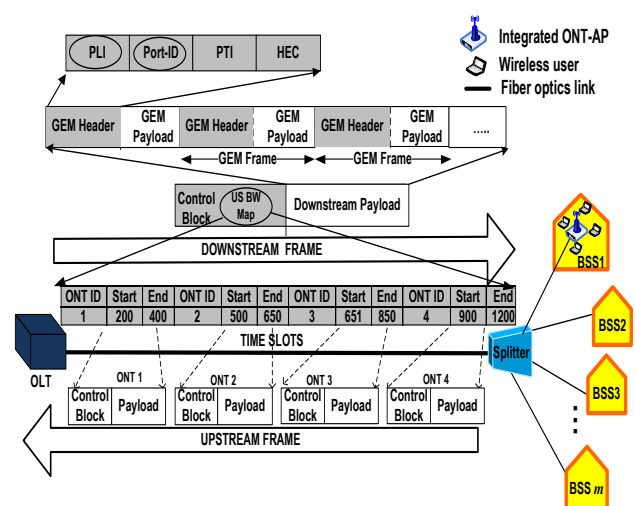 PLI Port-ID PTI HEC
Integrated ONT-AP
Wireless user
Fiber optics link
GEM Header GEM Payload GEM Header GEM Payload GEM Header GEM Payload .....
GEM Frame GEM Frame
Control Block US BW Map Downstream Payload
DOWNSTREAM FRAME
BSS1
ONT ID Start End ONT ID Start End ONT ID Start End ONT ID Start End
1 200 400 2 500 650 3 651 850 4 900 1200
TIME SLOTS
BSS2
Splitter
OLT
ONT 1 ONT 2 ONT 3 ONT 4
BSS3
Control Block Payload Control Block Payload Control Block Payload Control Block Payload
UPSTREAM FRAME
BSS m